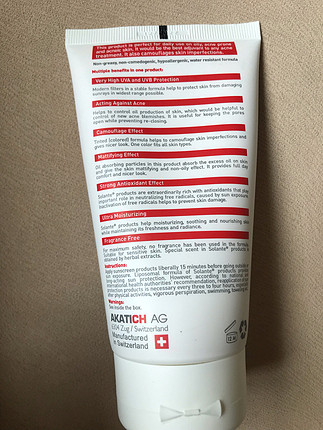 This product is perfect for daily use on oily, acne prone
and acneic skin. It would be the best adjuvant to any acne
treatment. It also camouflages skin imperfections.
Non-greasy, non-comedogenic, hypoallergenic, water resistant formula
Multiple benefits in one product:
Very High UVA and UVB Protection
Modern filters in a stable formula help to protect skin from damaging
sunrays in widest range possible.
Acting Against Acne
Helps to control oil production of skin, which would be helpful to
control of new acne blemishes. It is useful for keeping the pores
open while preventing re-closing.
Camouflage Effect
Tinted (colored) formula helps to camouflage skin imperfections and
gives nicer look. One color fits all skin types.
Mattifying Effect
Oil absorbing particles in this product absorb the excess oil on skin
and give the skin mattifying and non-oily effect. It provides full day
comfort and nicer look.
Strong Antioxidant Effect
Solante® products are extraordinarily rich with antioxidants that play
important role in neutralizing free radicals, caused by sun exposure
Inactivation of free radicals helps to prevent skin damage.
Ultra Moisturizing
Solante® products help moisturizing, soothing and nourishing skin
while maintaining its freshness and radiance.
Fragrance Free
For maximum safety, no fragrance has been used in the formula
Suitable for sensitive skin. Special scent in Solante® products is
obtained by herbal extracts.
Instructions:
Apply sunscreen products liberally 15 minutes before going outside
sun exposure. Liposomal formula of Solante® products provide
long-acting sun protection. However, according to national or
international health authorities' recommendation, reapplication of
protection products is necessary every three to four hours, especially
after physical activities, vigorous perspiration, swimming, toweling
Warnings:
See inside the box.
AKATICH AG
6304 Zug / Switzerland
Manufactured
in Switzerland
12 M